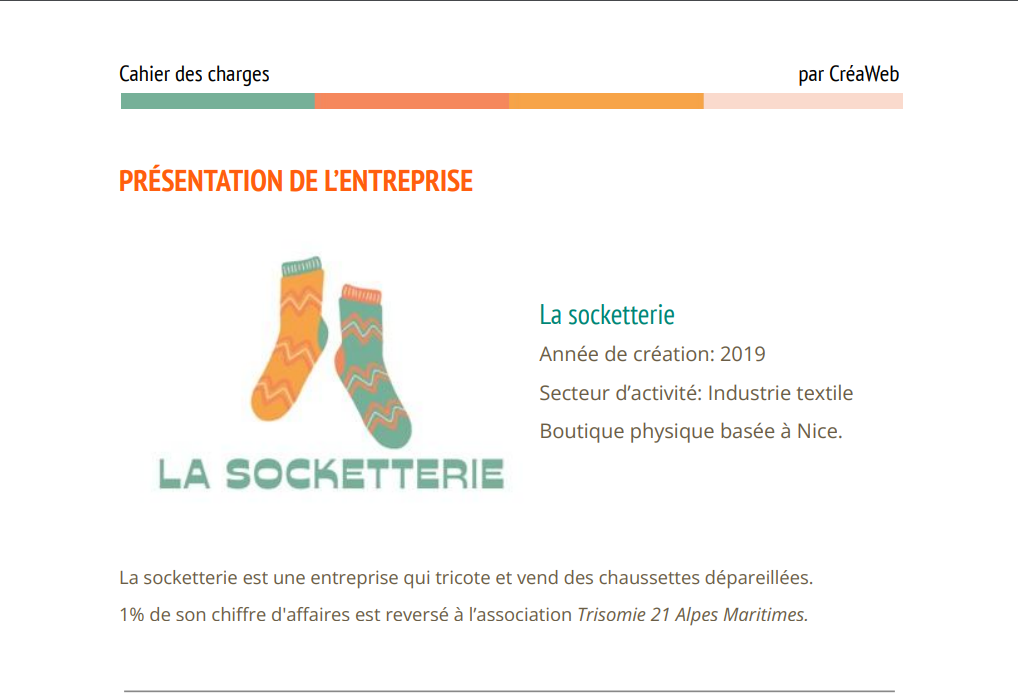 Cahier des charges par CréaWeb
PRÉSENTATION DE L’ENTREPRISE
LA SOCKETTERIE
La socketterie
Année de création: 2019
Secteur d’activité: Industrie textile
Boutique physique basée à Nice.
La socketterie est une entreprise qui tricote et vend des chaussettes dépareillées.
1% de son chiffre d'affaires est reversé à l’association Trisomie 21 Alpes Maritimes.